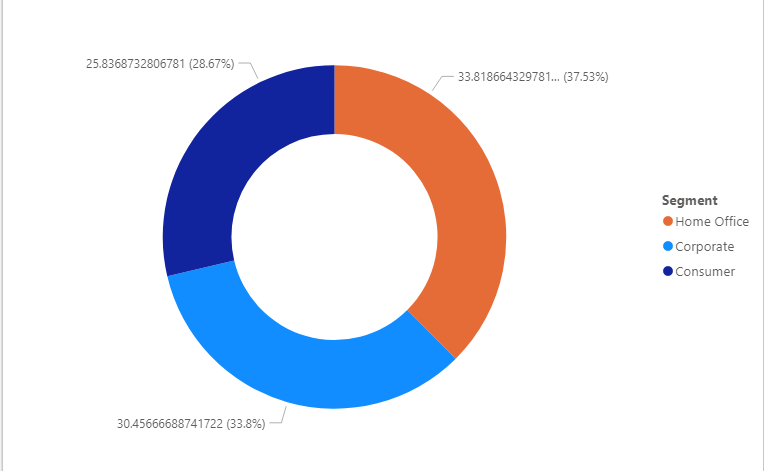 25.8368732806781 (28.67%)
33.818664329781... (37.53%)
Segment
Home Office
Corporate
Consumer
30.45666688741722 (33.8%)